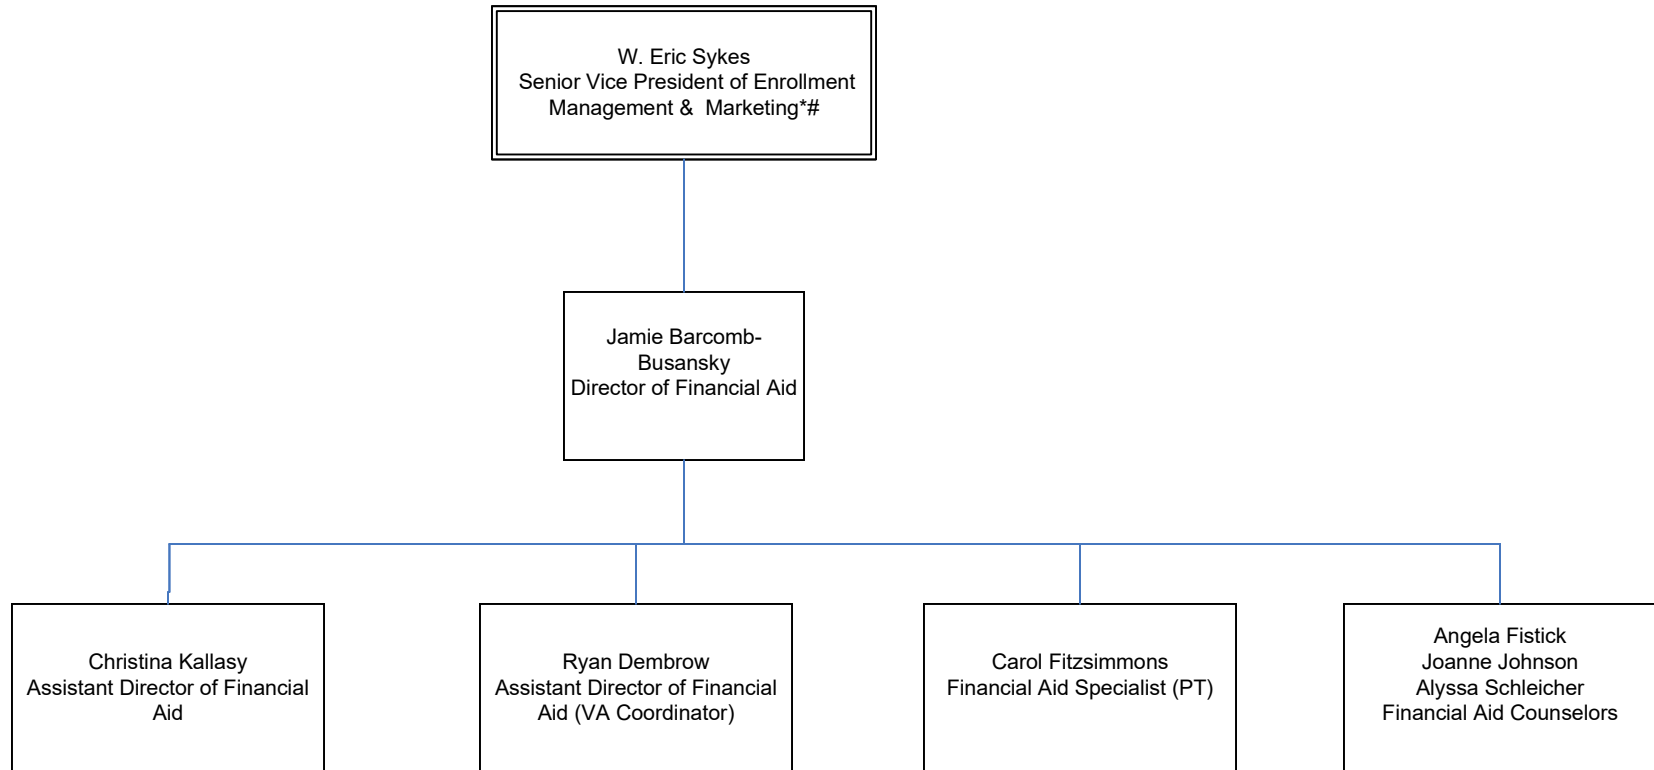 W. Eric Sykes
Senior Vice President of Enrollment
Management &  Marketing*#
Jamie Barcomb-
Busansky
Director of Financial Aid
Christina Kallasy
Assistant Director of Financial
Aid
Ryan Dembrow
Assistant Director of Financial
Aid (VA Coordinator)
Carol Fitzsimmons
Financial Aid Specialist (PT)
Angela Fistick
Joanne Johnson
Alyssa Schleicher
Financial Aid Counselors